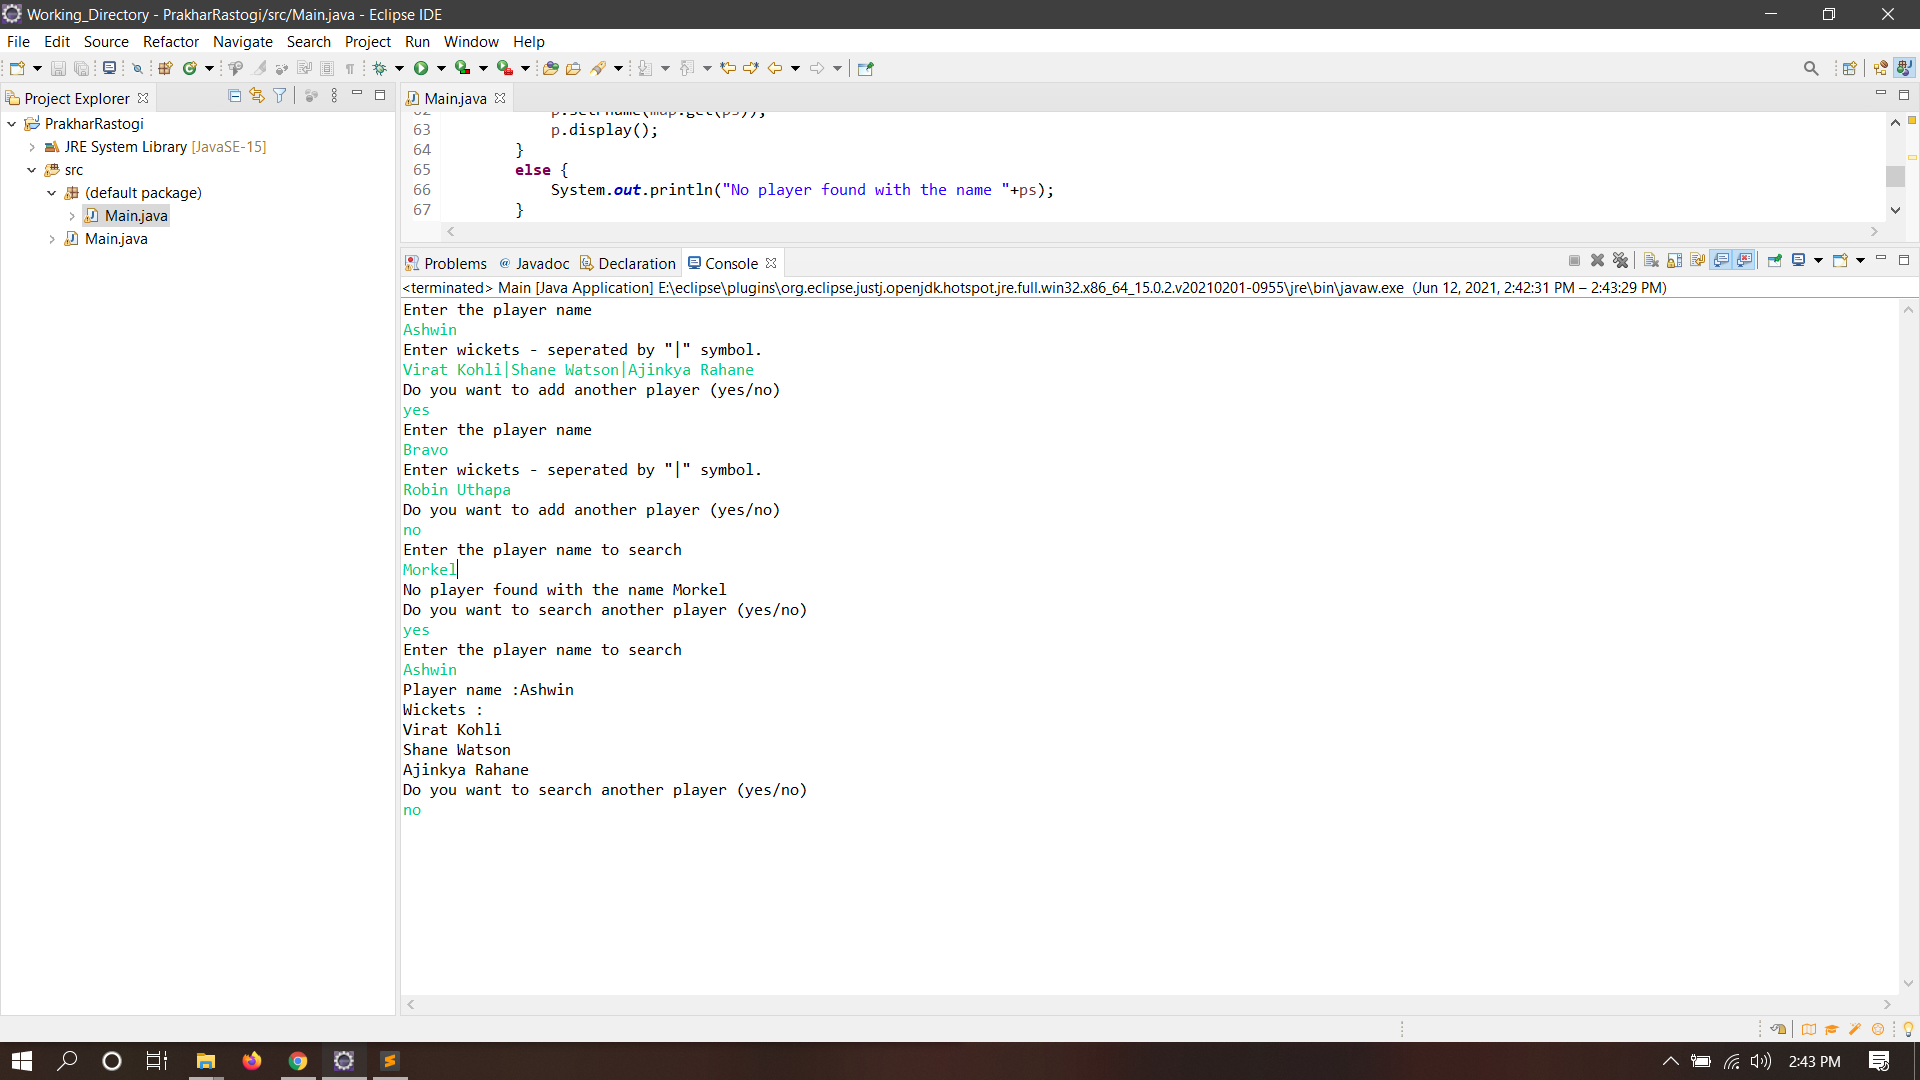 Working_Directory - PrakharRastogi/src/Main.java - Eclipse IDE
File Edit Source Refactor Navigate Search Project Run Window Help
Project Explorer
PrakharRastogi
JRE System Library [JavaSE-15]
src
(default package)
Main.java
Main.java
Main.java
62 p.setPname(map.get(ps));
63 p.display();
64 }
65 else {
66 System.out.println("No player found with the name "+ps);
67 }
Problems @ Javadoc Declaration Console
<terminated> Main [Java Application] E:\eclipse\plugins\org.eclipse.justj.openjdk.hotspot.jre.full.win32.x86_64_15.0.2.v20210201-0955\jre\bin\javaw.exe (Jun 12, 2021, 2:42:31 PM – 2:43:29 PM)
Enter the player name
Ashwin
Enter wickets - seperated by "|" symbol.
Virat Kohli|Shane Watson|Ajinkya Rahane
Do you want to add another player (yes/no)
yes
Enter the player name
Bravo
Enter wickets - seperated by "|" symbol.
Robin Uthapa
Do you want to add another player (yes/no)
no
Enter the player name to search
Morkel
No player found with the name Morkel
Do you want to search another player (yes/no)
yes
Enter the player name to search
Ashwin
Player name :Ashwin
Wickets :
Virat Kohli
Shane Watson
Ajinkya Rahane
Do you want to search another player (yes/no)
no
2:43 PM